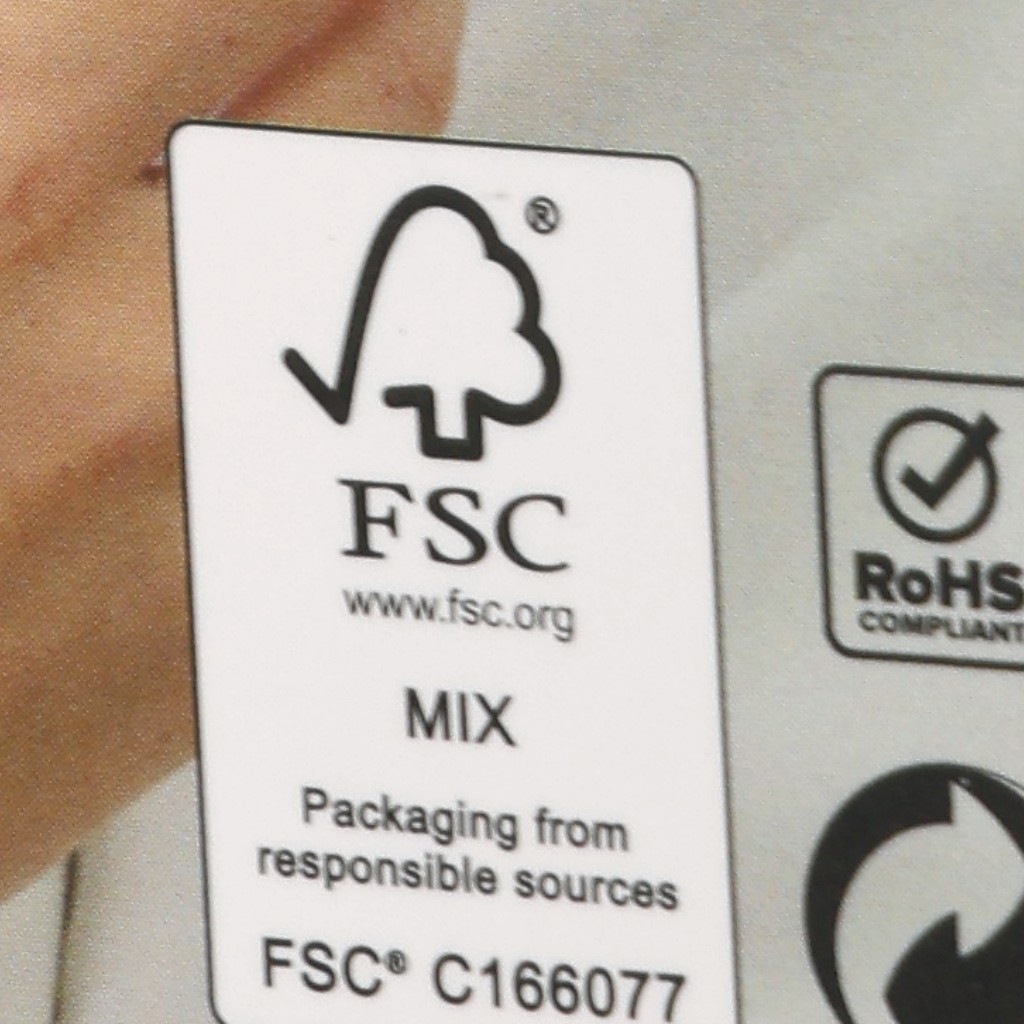 ®
FSC
www.fsc.org
MIX
Packaging from
responsible sources
FSC® C166077
RoHS
COMPLIANT